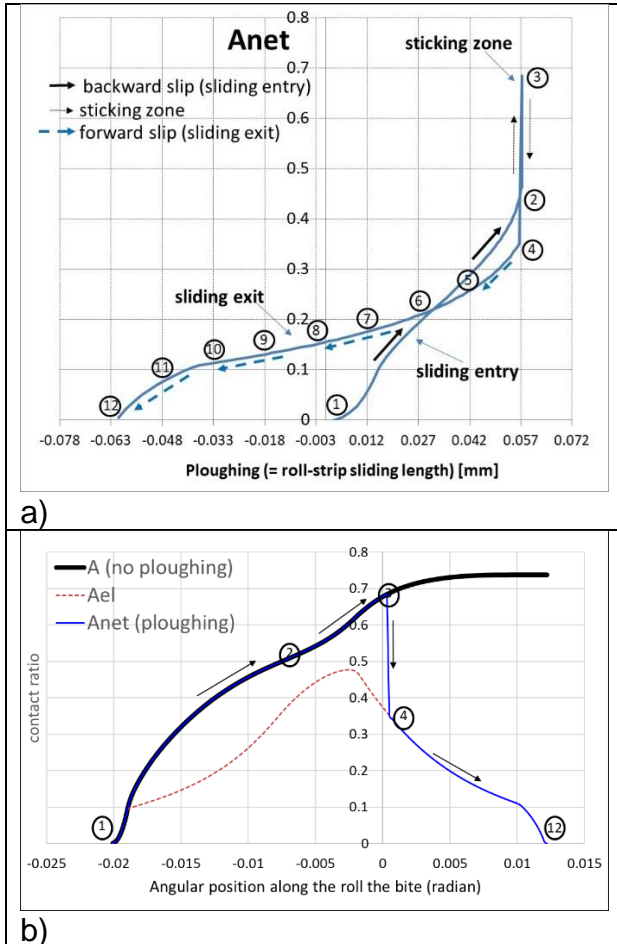 Anet
sticking zone
backward slip (sliding entry)
sticking zone
forward slip (sliding exit)
0.8
0.7
0.6
0.5
0.4
0.3
0.2
0.1
0
3
2
4
5
6
7
8
9
10
11
12
1
sliding exit
sliding entry
-0.078 -0.063 -0.048 -0.033 -0.018 -0.003 0.012 0.027 0.042 0.057 0.072
Ploughing (= roll-strip sliding length) [mm]
a)
A (no ploughing)
Ael
Anet (ploughing)
contact ratio
0.8
0.7
0.6
0.5
0.4
0.3
0.2
0.1
0
1
2
3
4
12
-0.025 -0.02 -0.015 -0.01 -0.005 0 0.005 0.01 0.015
Angular position along the roll the bite (radian)
b)